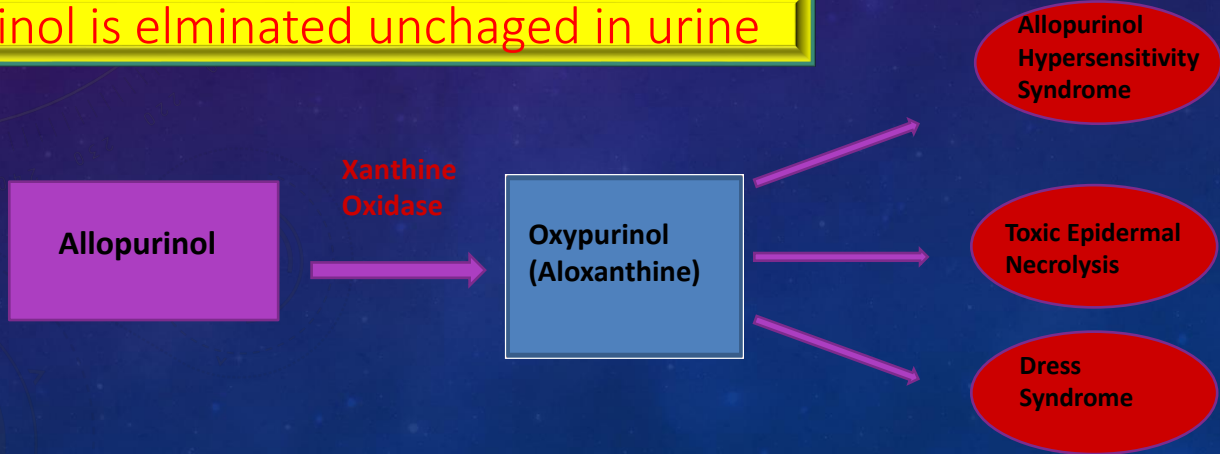 inol is elminated unchaged in urine
Allopurinol
Hypersensitivity
Syndrome
Xanthine
Oxidase
Allopurinol
Oxypurinol
(Aloxanthine)
Toxic Epidermal
Necrolysis
Dress
Syndrome